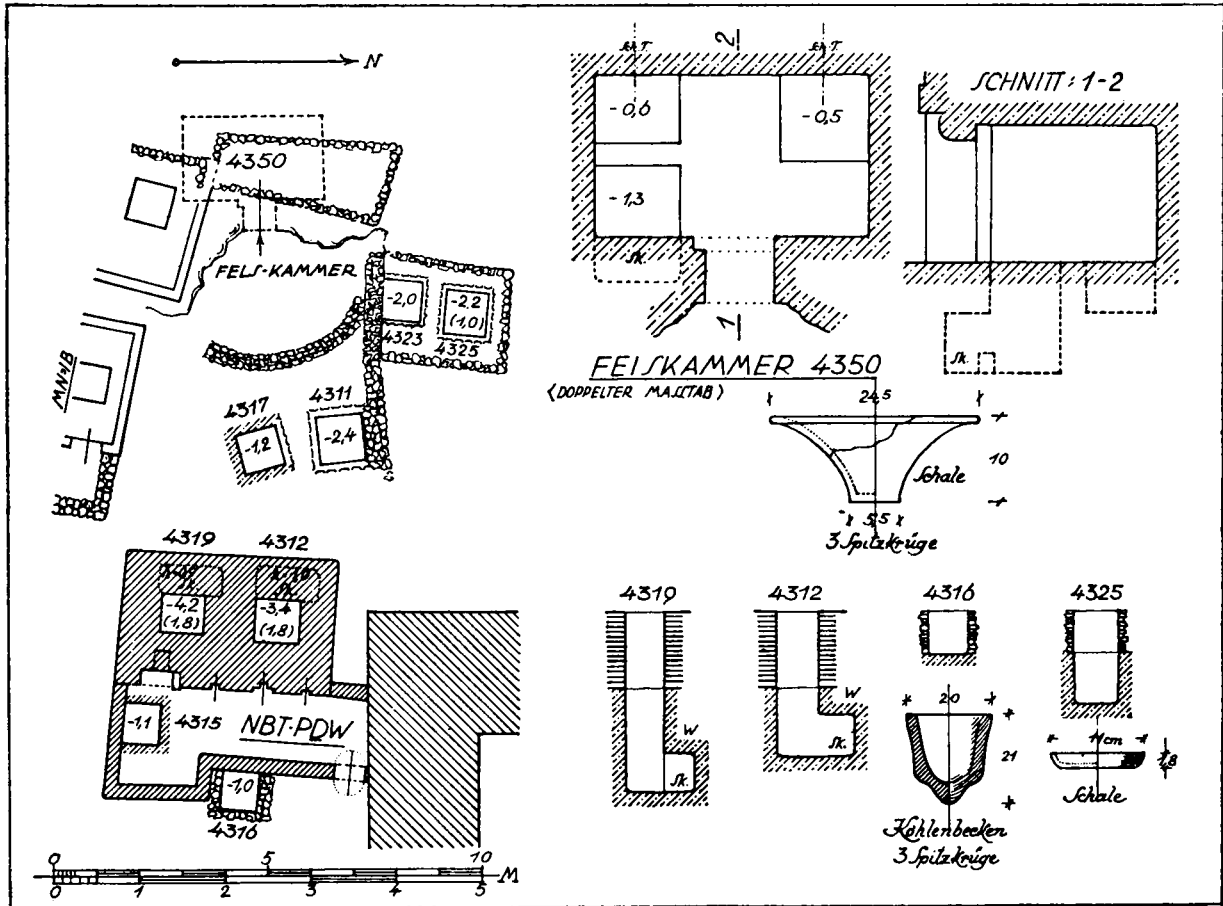 N
4350
FELS-KAMMER
-2,0
-2,2
(1,0)
4323
4325
4317
4311
-1,2
-2,4
2
Sch.T.
Sch.T.
-0,6
-0,5
-1,3
Sk.
1
SCHNITT: 1-2
Sk.
FELSKAMMER 4350
(DOPPELTER MASSTAB)
24,5
10
Schale
5,5
3 Spitzkrüge
4319
4312
Sk.
-4,2
(1,8)
-3,4
(1,8)
-1,1
4315
NBT-PDW
-1,0
4316
0 5 10
M
0 1 2 3 4 5
4319
W
Sk.
4312
W
Sk.
4316
4325
20
21
Kohlenbecken
3 Spitzkrüge
11 cm
1,8
Schale